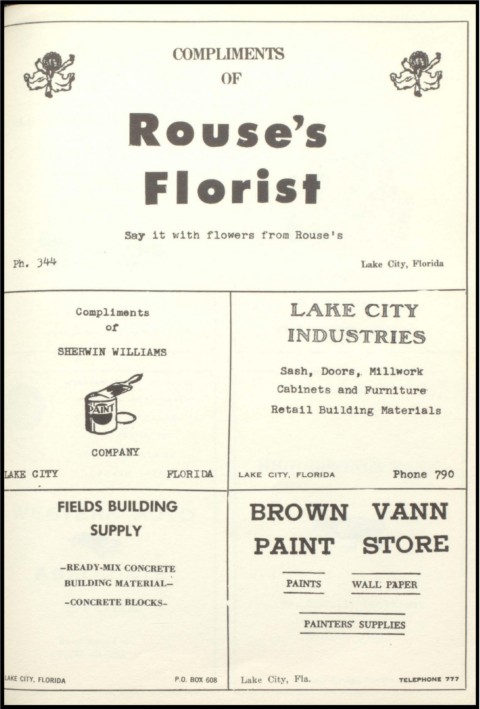 COMPLIMENTS
OF
Rouse's
Florist
Say it with flowers from Rouse's
Ph. 344
Lake City, Florida
Compliments
of
SHERWIN WILLIAMS
PAINT
COMPANY
LAKE CITY FLORIDA
LAKE CITY
INDUSTRIES
Sash, Doors, Millwork
Cabinets and Furniture
Retail Building Materials
LAKE CITY, FLORIDA Phone 790
FIELDS BUILDING
SUPPLY
—READY-MIX CONCRETE
BUILDING MATERIAL—
-CONCRETE BLOCKS-
LAKE CITY, FLORIDA P.O. BOX 608
BROWN VANN
PAINT STORE
PAINTS WALL PAPER
PAINTERS' SUPPLIES
Lake City, Fla. TELEPHONE 777